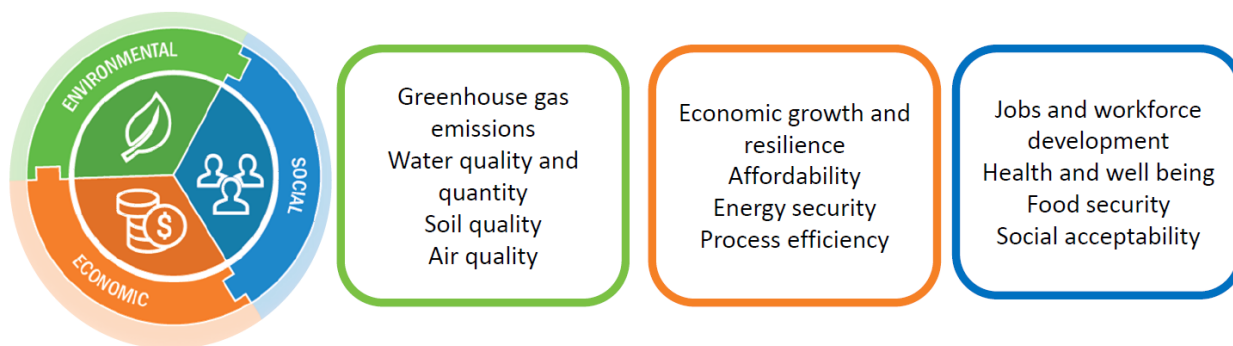 ENVIRONMENTAL
SOCIAL
ECONOMIC
$
Greenhouse gas
emissions
Water quality and
quantity
Soil quality
Air quality
Economic growth and
resilience
Affordability
Energy security
Process efficiency
Jobs and workforce
development
Health and well being
Food security
Social acceptability